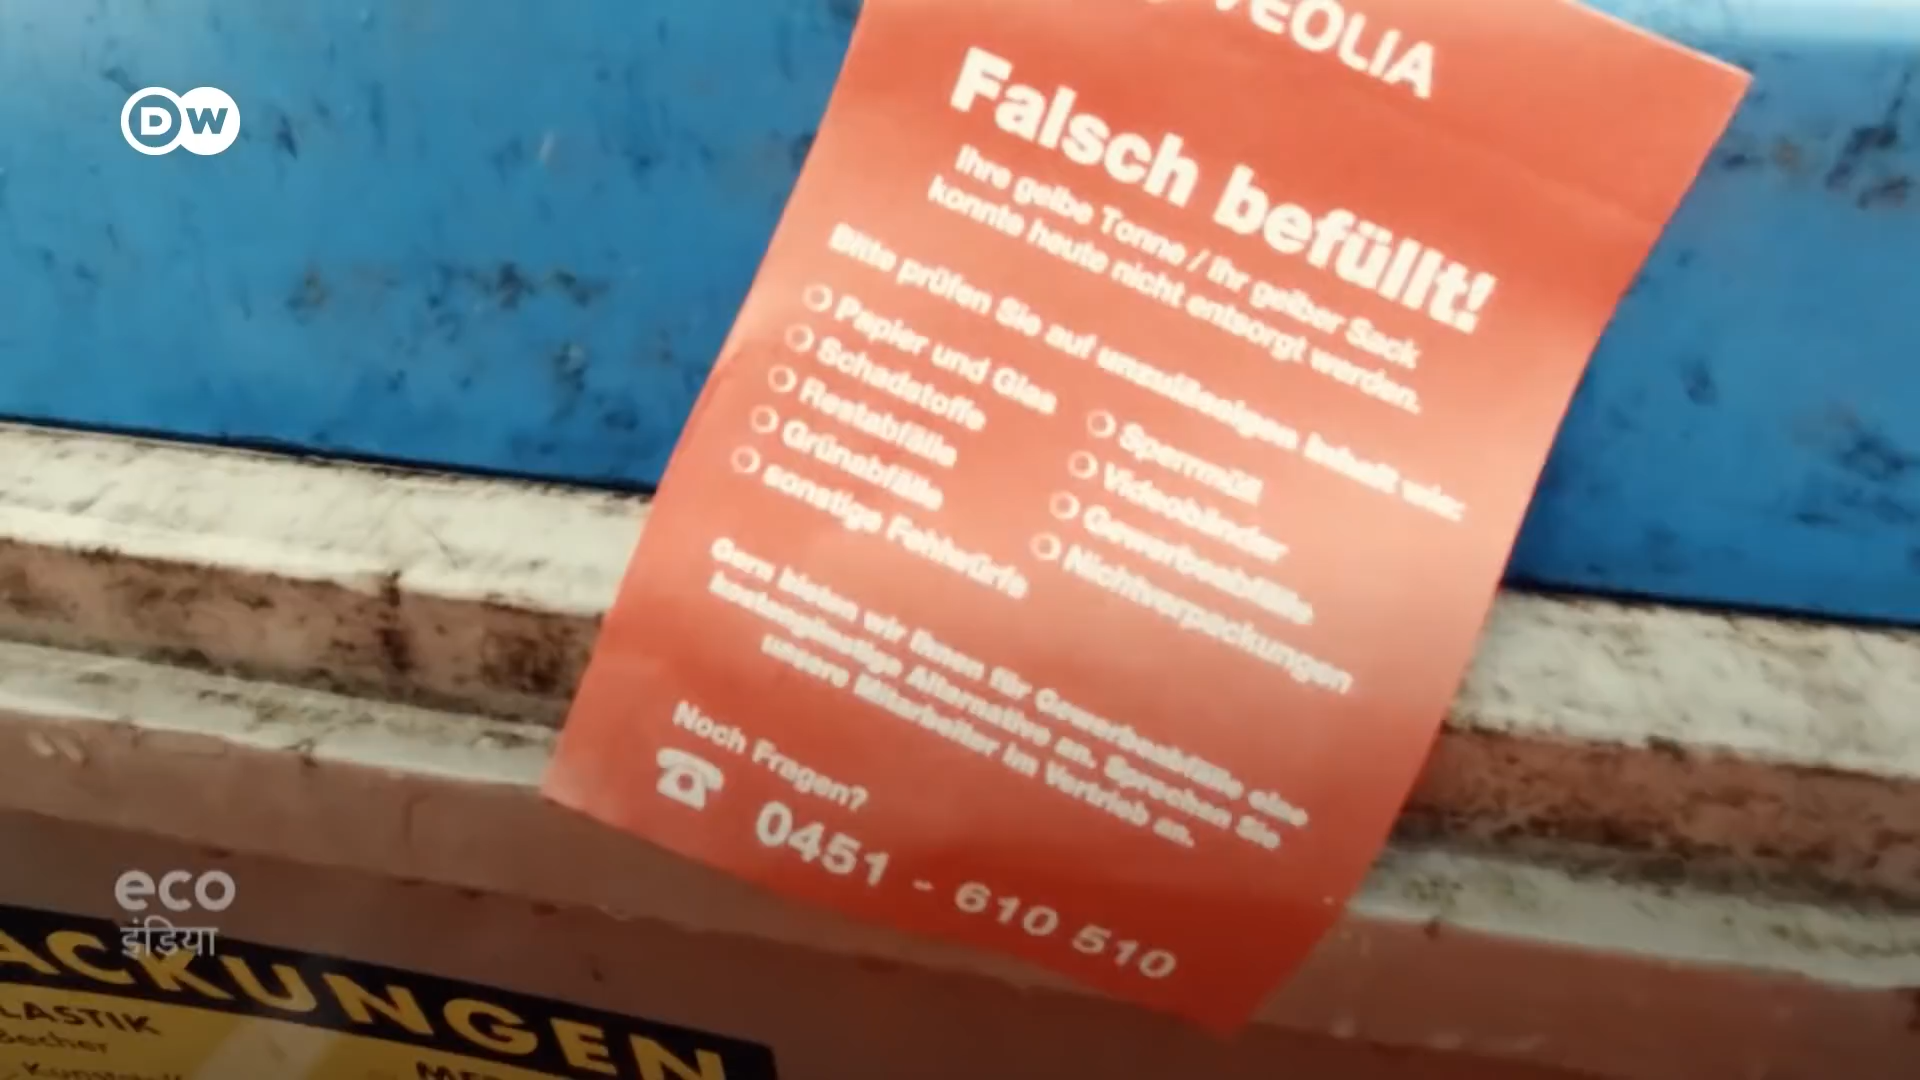 DW
VEOLIA
Falsch befüllt!
Ihre gelbe Tonne / Ihr gelber Sack
konnte heute nicht entsorgt werden.
Bitte prüfen Sie auf unzulässigen Inhalt wie:
Papier und Glas
Schadstoffe
Restabfälle
Grünabfälle
sonstige Fehlwürfe
Sperrmüll
Videobänder
Gewerbeabfälle
Nichtverpackungen
Gern bieten wir Ihnen für Gewerbeabfälle eine
kostengünstige Alternative an. Sprechen Sie
unsere Mitarbeiter im Vertrieb an.
Noch Fragen?
0451 - 610 510
eco
इंडिया
ACKUNGEN
LASTIK
Becher